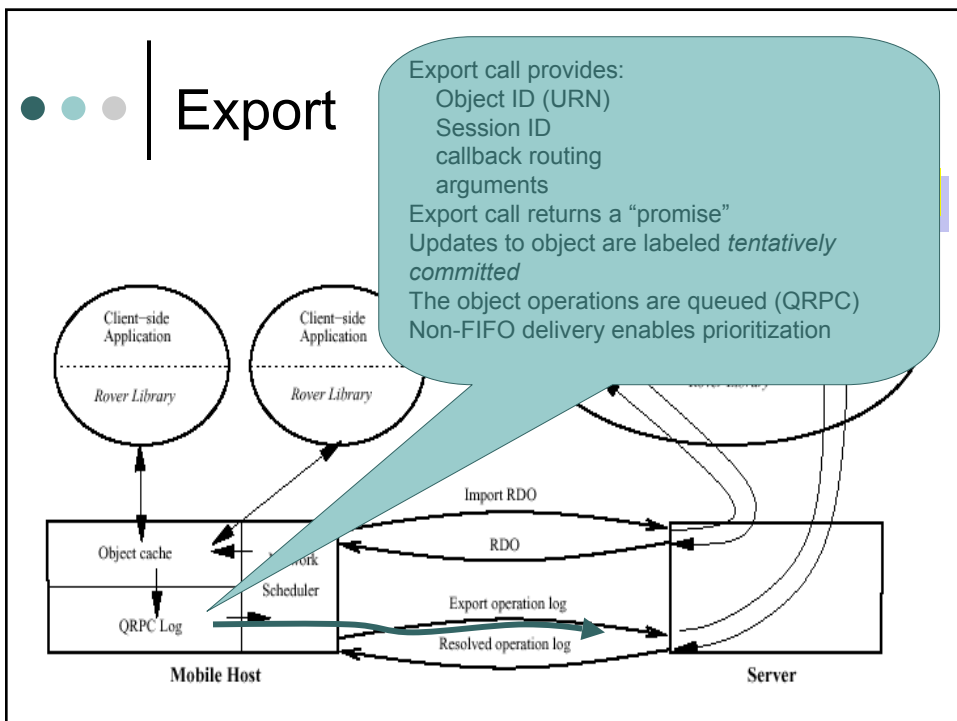 Export
Export call provides:
Object ID (URN)
Session ID
callback routing
arguments
Export call returns a “promise”
Updates to object are labeled tentatively
committed
The object operations are queued (QRPC)
Non-FIFO delivery enables prioritization
Client-side
Application
Rover Library
Client-side
Application
Rover Library
Import RDO
RDO
Object cache
Scheduler
QRPC Log
Export operation log
Resolved operation log
Mobile Host
Server